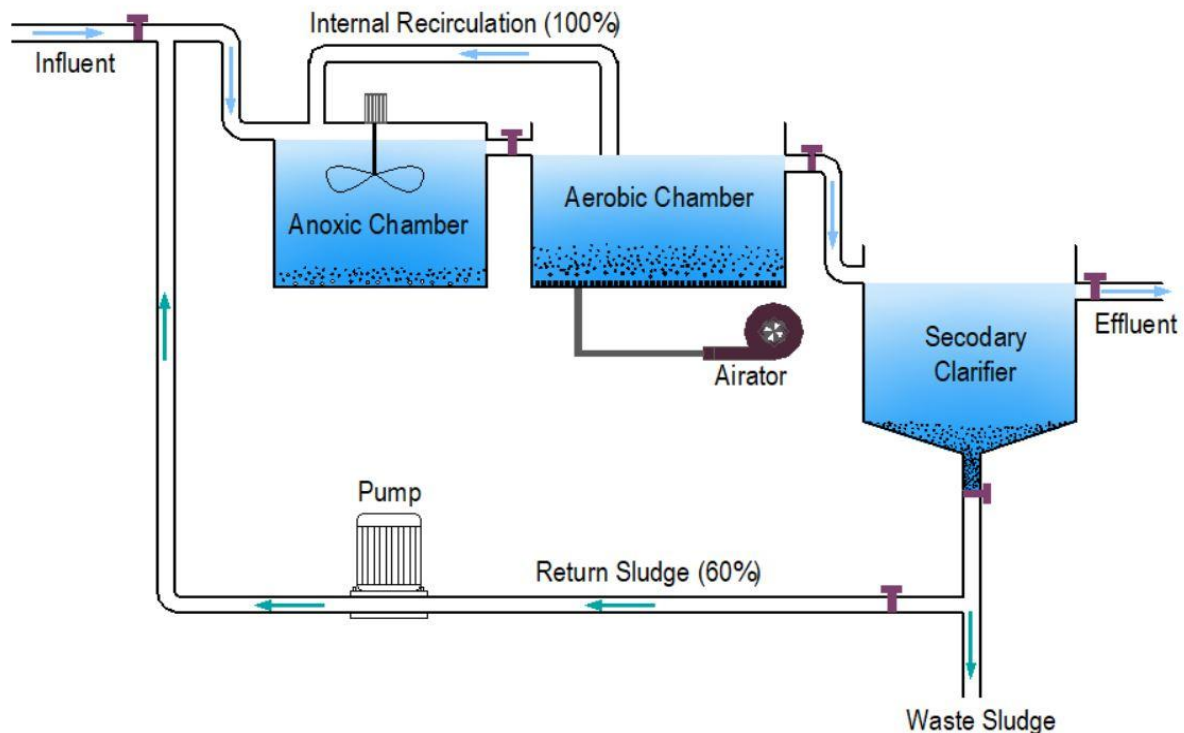 Internal Recirculation (100%)
Influent
Anoxic Chamber
Aerobic Chamber
Airator
Secodary
Clarifier
Effluent
Pump
Return Sludge (60%)
Waste Sludge